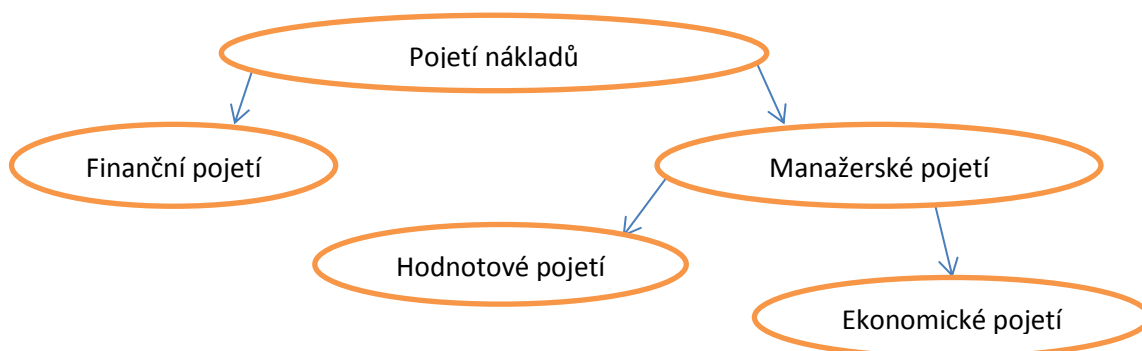 Pojetí nákladů
Finanční pojetí
Manažerské pojetí
Hodnotové pojetí
Ekonomické pojetí